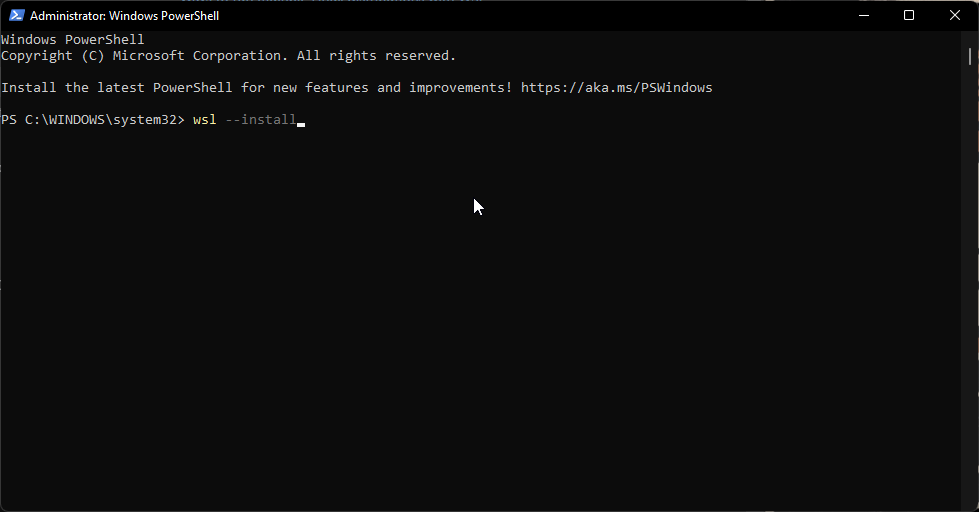 Administrator: Windows PowerShell
Windows PowerShell
Copyright (C) Microsoft Corporation. All rights reserved.
Install the latest PowerShell for new features and improvements! https://aka.ms/PSWindows
PS C:\WINDOWS\system32> wsl --install